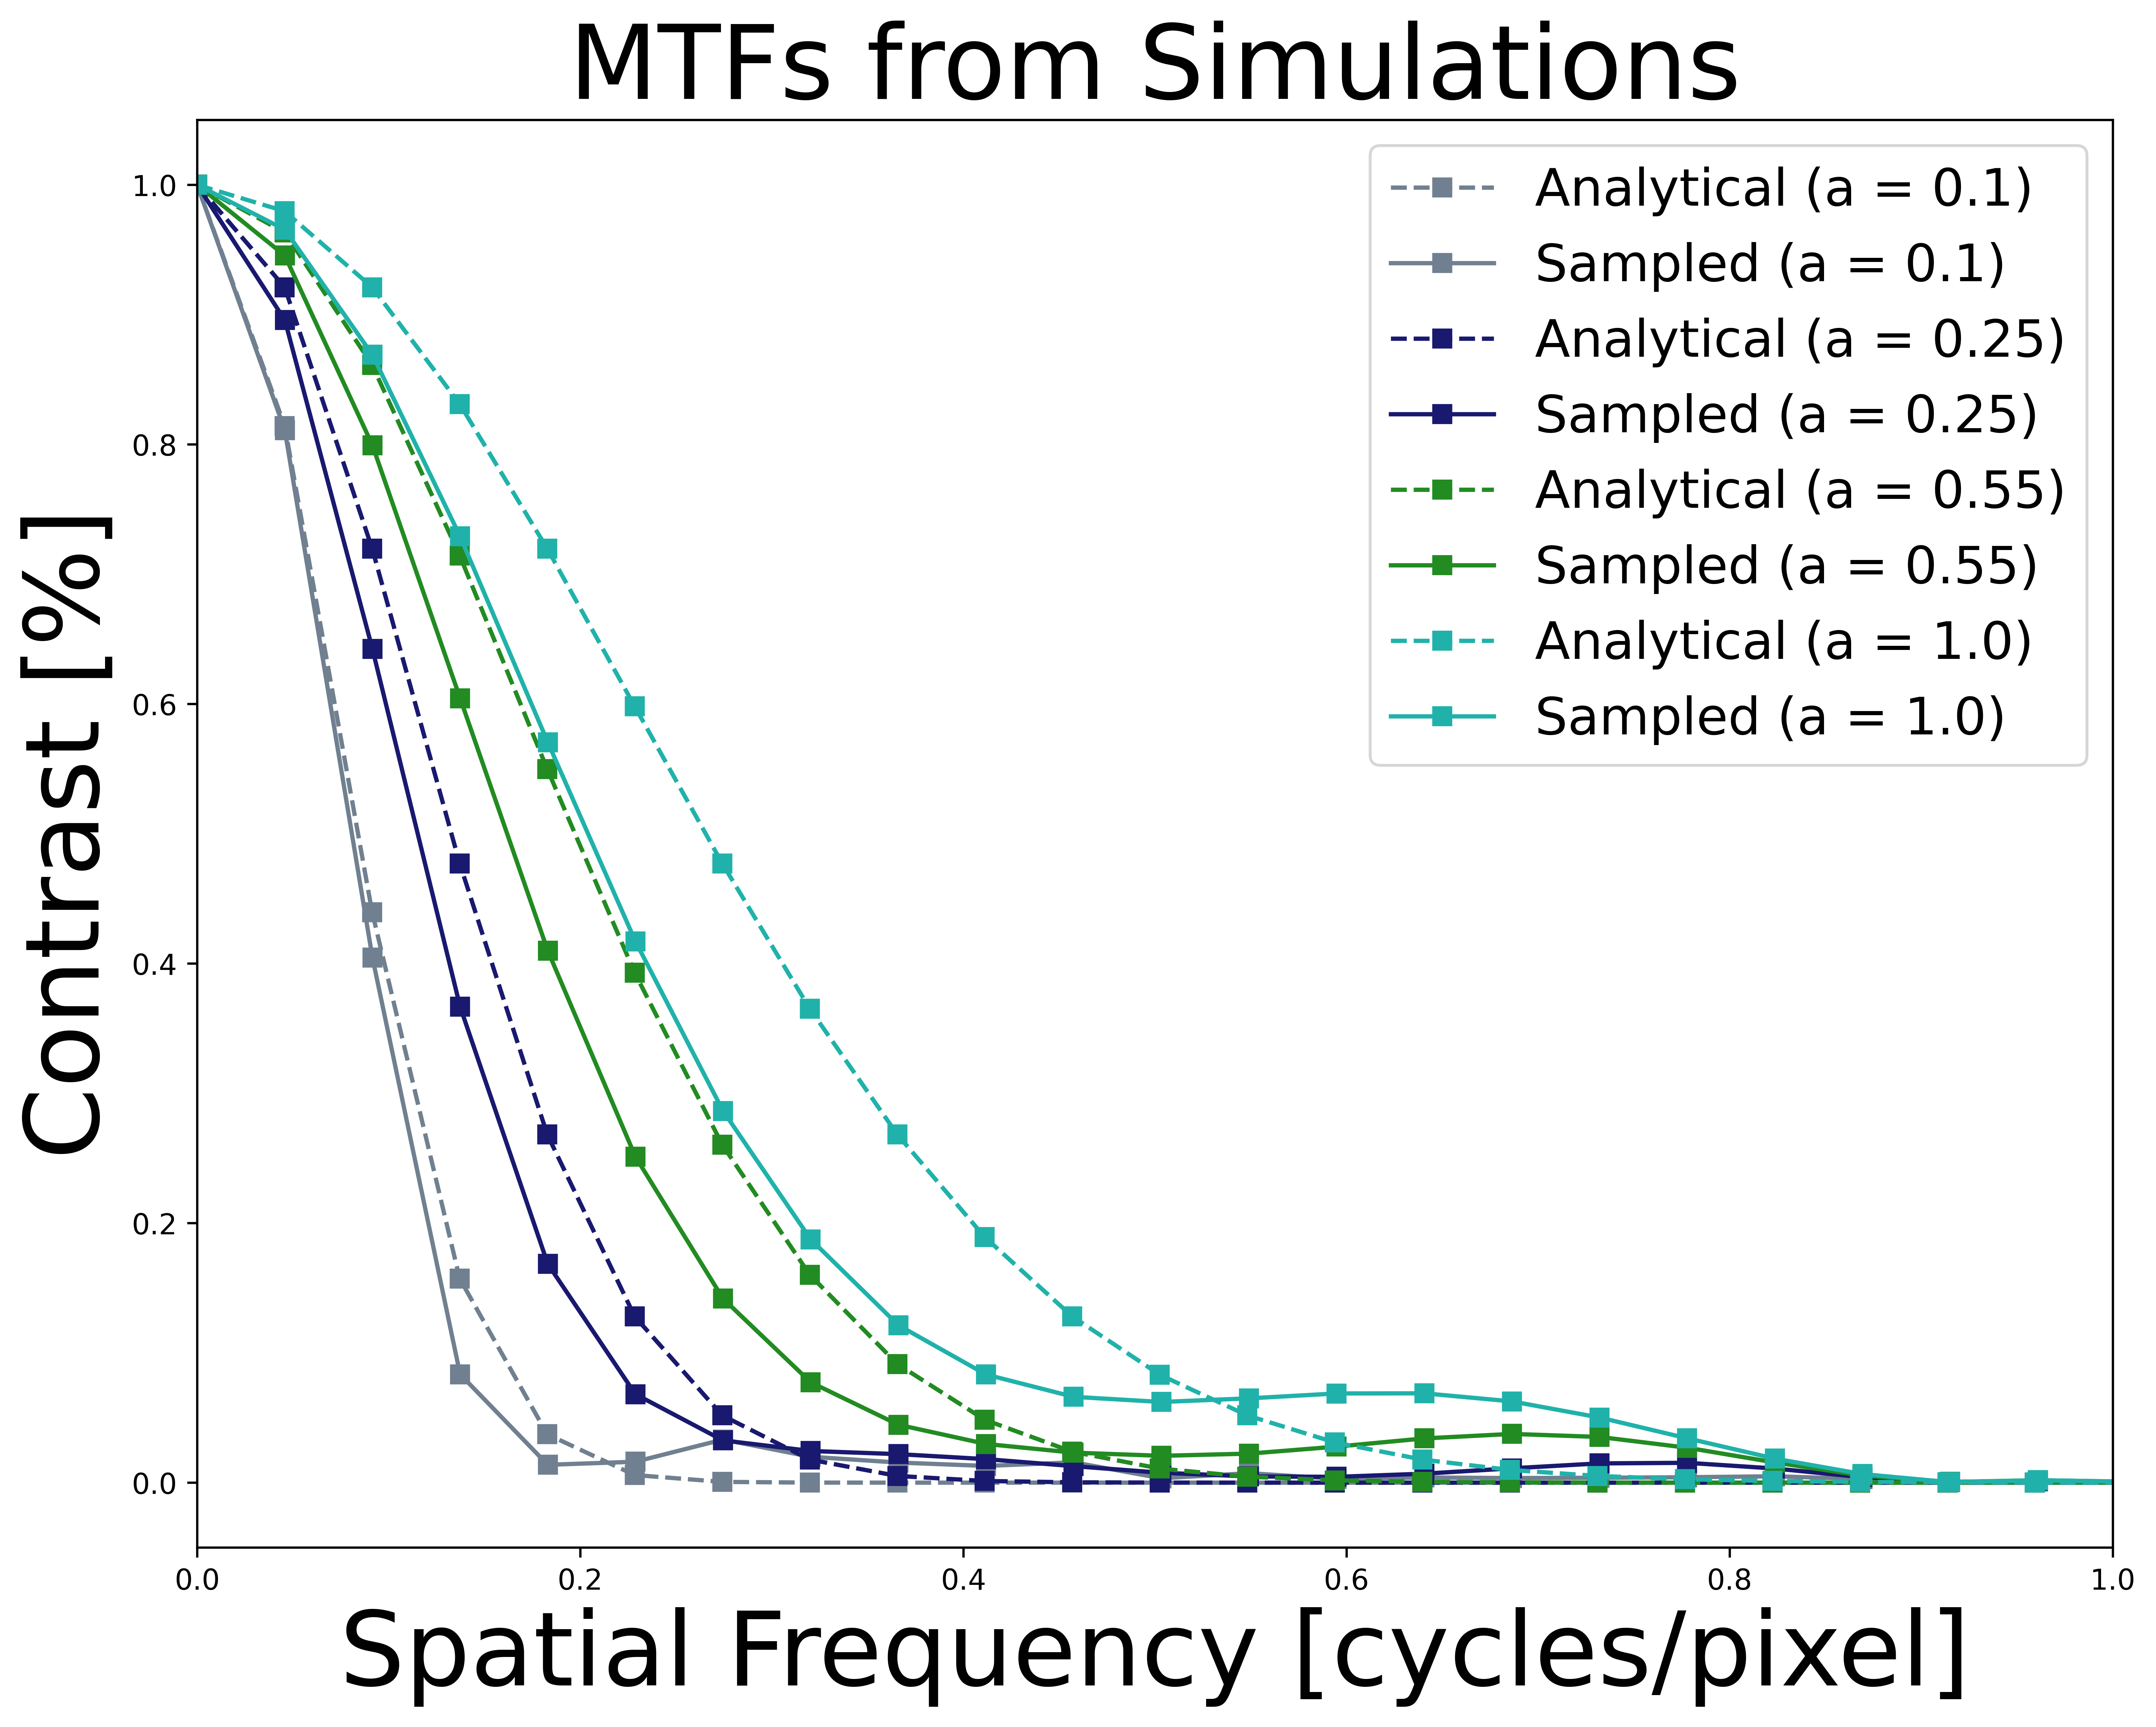 MTFs from Simulations
Contrast [%]
1.0
0.8
0.6
0.4
0.2
0.0
Analytical (a = 0.1)
Sampled (a = 0.1)
Analytical (a = 0.25)
Sampled (a = 0.25)
Analytical (a = 0.55)
Sampled (a = 0.55)
Analytical (a = 1.0)
Sampled (a = 1.0)
0.0 0.2 0.4 0.6 0.8 1.0
Spatial Frequency [cycles/pixel]